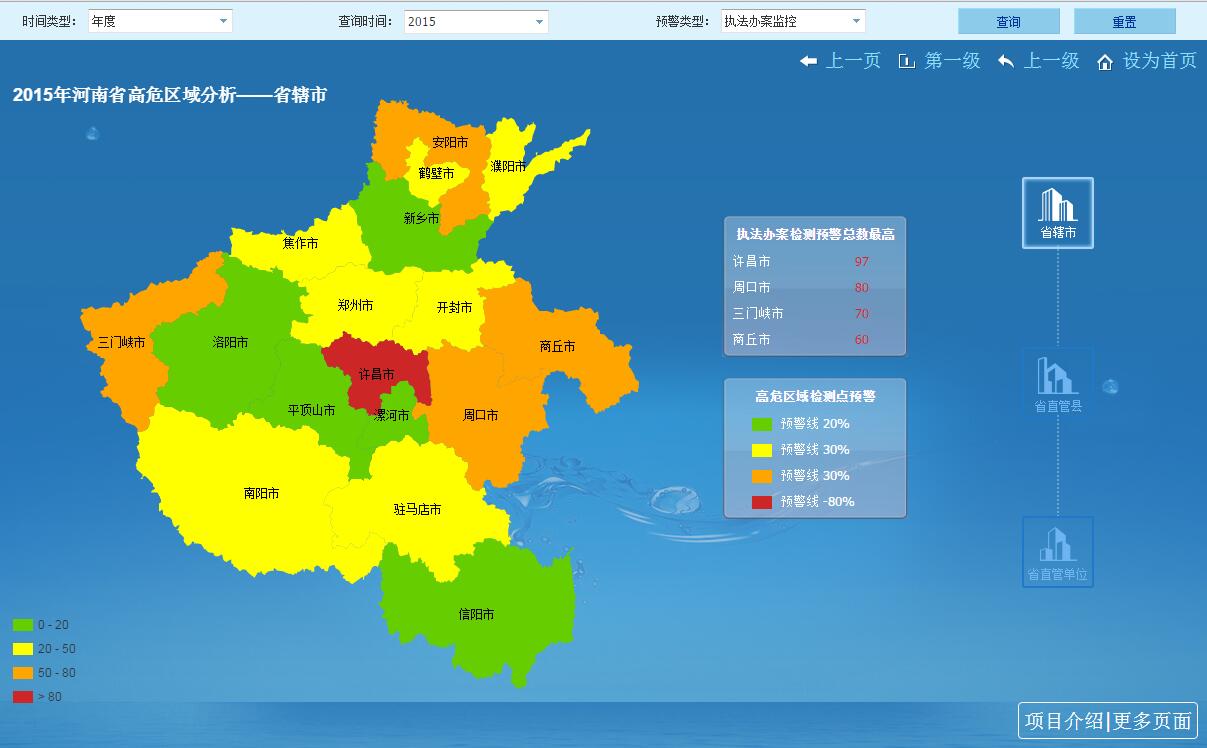 时间类型： 年度 查询时间： 2015 预警类型： 执法办案监控 查询 重置
上一页 第一级 上一级 设为首页
2015年河南省高危区域分析——省辖市
安阳市
鹤壁市
濮阳市
新乡市
焦作市
郑州市
开封市
三门峡市
洛阳市
商丘市
许昌市
平顶山市
漯河市
周口市
南阳市
驻马店市
信阳市
执法办案检测预警总数最高
许昌市 97
周口市 80
三门峡市 70
商丘市 60
高危区域检测点预警
预警线 20%
预警线 30%
预警线 30%
预警线 -80%
省辖市
省直管县
省直管单位
0 - 20
20 - 50
50 - 80
> 80
项目介绍|更多页面